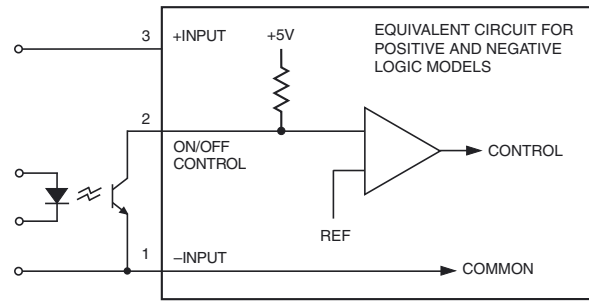 3
+INPUT
+5V
EQUIVALENT CIRCUIT FOR
POSITIVE AND NEGATIVE
LOGIC MODELS
2
ON/OFF
CONTROL
CONTROL
REF
1
–INPUT
COMMON